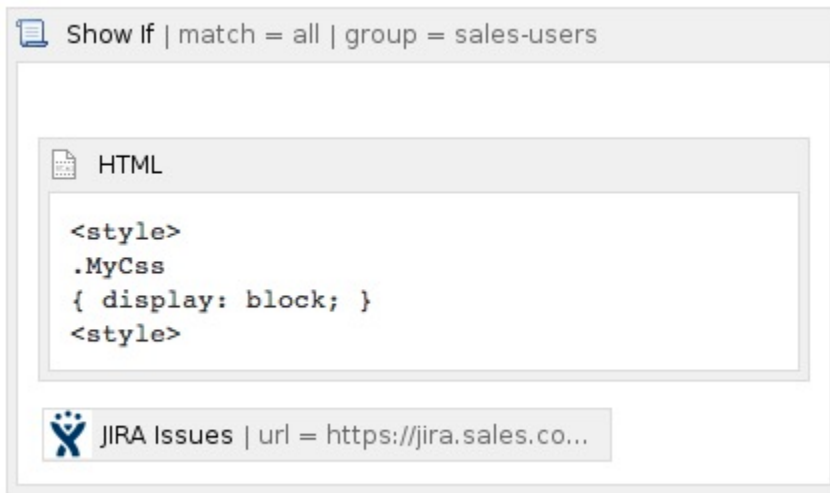 Show If | match = all | group = sales-users
HTML
<style>
.MyCss
{ display: block; }
<style>
JIRA Issues | url = https://jira.sales.co...